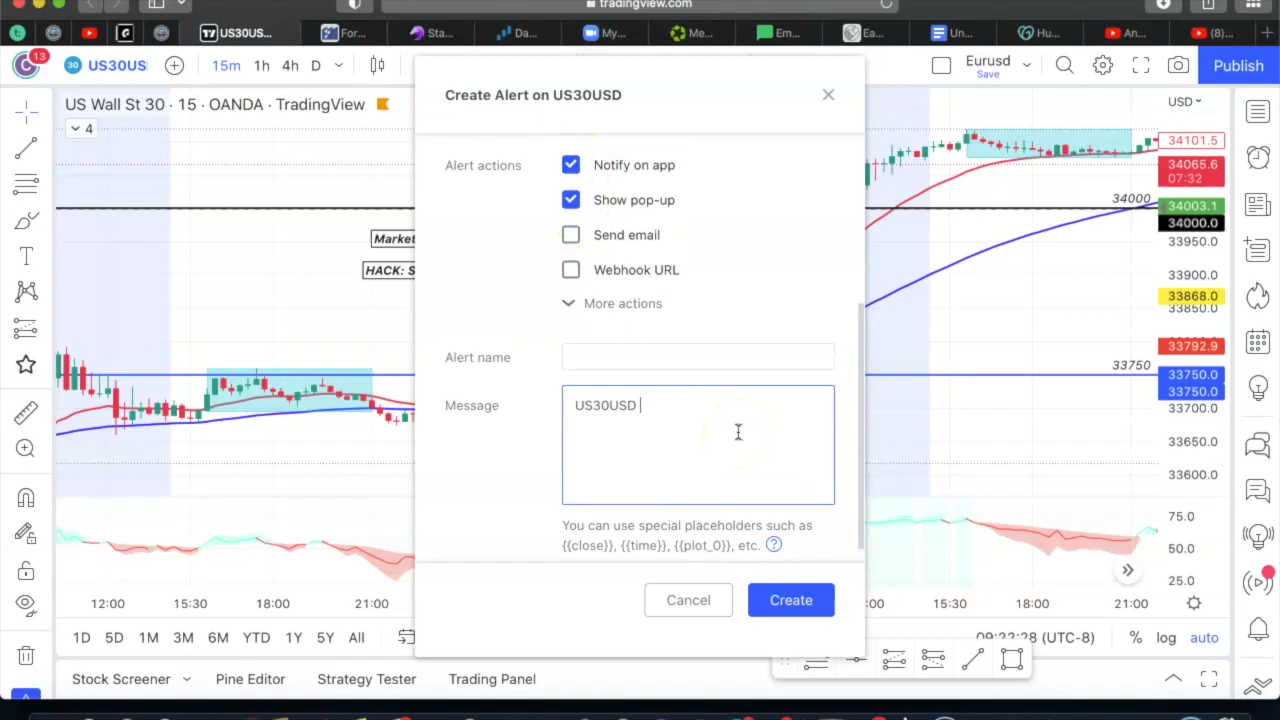 tradingview.com
US30US...
For...
Sta...
Da...
My...
Me...
Em...
Ea...
Un...
Hu...
An...
(8)...
13
30 US30US
15m 1h 4h D
Eurusd
Save
Publish
US Wall St 30 · 15 · OANDA · TradingView
4
USD
Create Alert on US30USD
Alert actions
Notify on app
Show pop-up
Send email
Webhook URL
More actions
Alert name
Message
US30USD
You can use special placeholders such as
{{close}}, {{time}}, {{plot_0}}, etc.
Cancel
Create
Market
HACK: S
34000
33750
34101.5
34065.6
07:32
34003.1
34000.0
33950.0
33900.0
33868.0
33850.0
33792.9
33750.0
33750.0
33700.0
33650.0
33600.0
75.0
50.0
25.0
12:00 15:30 18:00 21:00 :00 15:30 18:00 21:00
1D 5D 1M 3M 6M YTD 1Y 5Y All
09:22:28 (UTC-8) % log auto
Stock Screener Pine Editor Strategy Tester Trading Panel